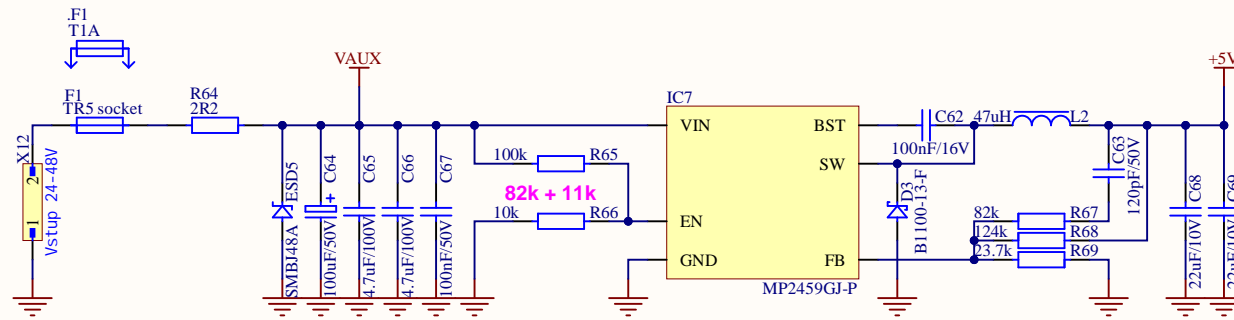 .F1
T1A
VAUX
+5V
F1
TR5 socket
R64
2R2
IC7
X12
2
1
Vstup 24-48V
ESD5
SMBJ48A
C64
+
100uF/50V
C65
4.7uF/100V
C66
4.7uF/100V
C67
100nF/50V
100k
R65
82k + 11k
10k
R66
VIN
EN
GND
BST
SW
FB
MP2459GJ-P
C62
100nF/16V
47uH
L2
D3
B1100-13-F
C63
120pF/50V
82k
R67
124k
R68
23.7k
R69
C68
22uF/10V
C69
22uF/10V